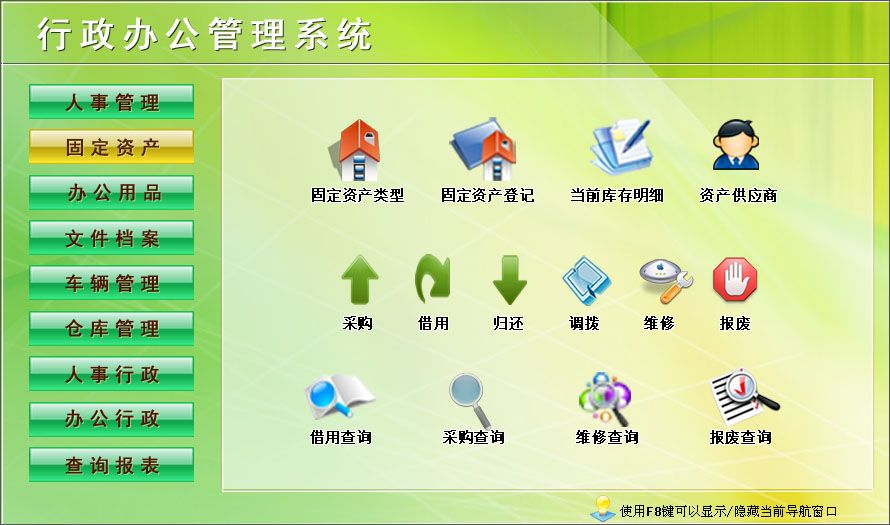 行政办公管理系统
人事管理
固定资产
办公用品
文件档案
车辆管理
仓库管理
人事行政
办公行政
查询报表
固定资产类型 固定资产登记 当前库存明细 资产供应商
采购 借用 归还 调拨 维修 报废
借用查询 采购查询 维修查询 报废查询
使用F8键可以显示/隐藏当前导航窗口